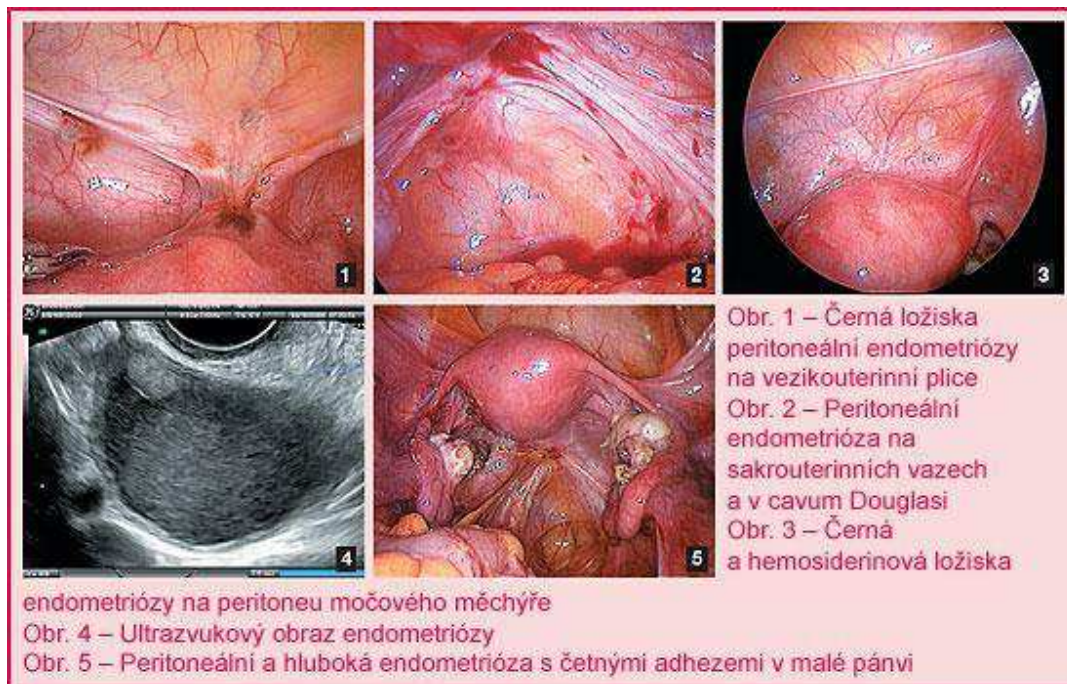 1
2
3
4
5
Obr. 1 – Černá ložiska
peritoneální endometriózy
na vezikouterinní plice
Obr. 2 – Peritoneální
endometrióza na
sakrouterinních vazech
a v cavum Douglasi
Obr. 3 – Černá
a hemosiderinová ložiska
endometriózy na peritoneu močového měchýře
Obr. 4 – Ultrazvukový obraz endometriózy
Obr. 5 – Peritoneální a hluboká endometrióza s četnými adhezemi v malé pánvi